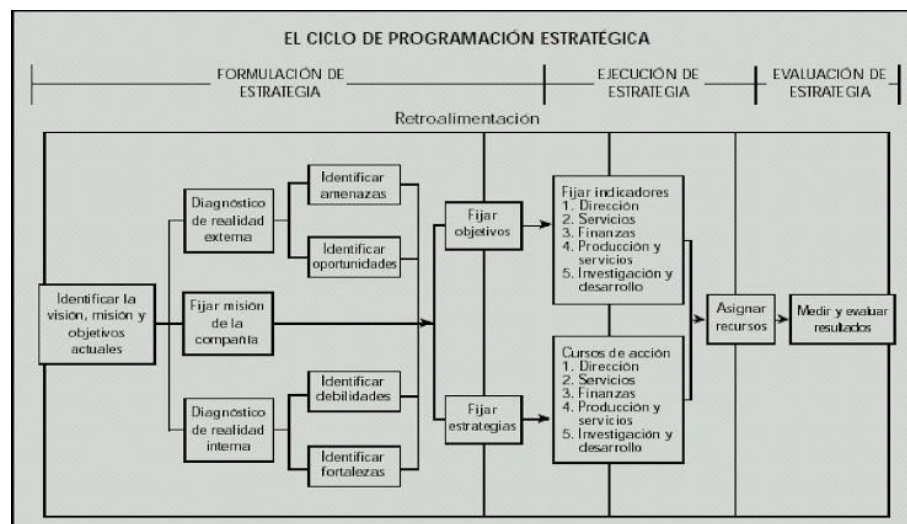 EL CICLO DE PROGRAMACIÓN ESTRATÉGICA
FORMULACIÓN DE
ESTRATEGIA
EJECUCIÓN DE
ESTRATEGIA
EVALUACIÓN DE
ESTRATEGIA
Retroalimentación
Identificar la
visión, misión y
objetivos
actuales
Diagnóstico
de realidad
externa
Fijar misión
de la
compañía
Diagnóstico
de realidad
interna
Identificar
amenazas
Identificar
oportunidades
Identificar
debilidades
Identificar
fortalezas
Fijar
objetivos
Fijar
estrategias
Fijar indicadores
1. Dirección
2. Servicios
3. Finanzas
4. Producción y
servicios
5. Investigación y
desarrollo
Cursos de acción
1. Dirección
2. Servicios
3. Finanzas
4. Producción y
servicios
5. Investigación y
desarrollo
Asignar
recursos
Medir y evaluar
resultados